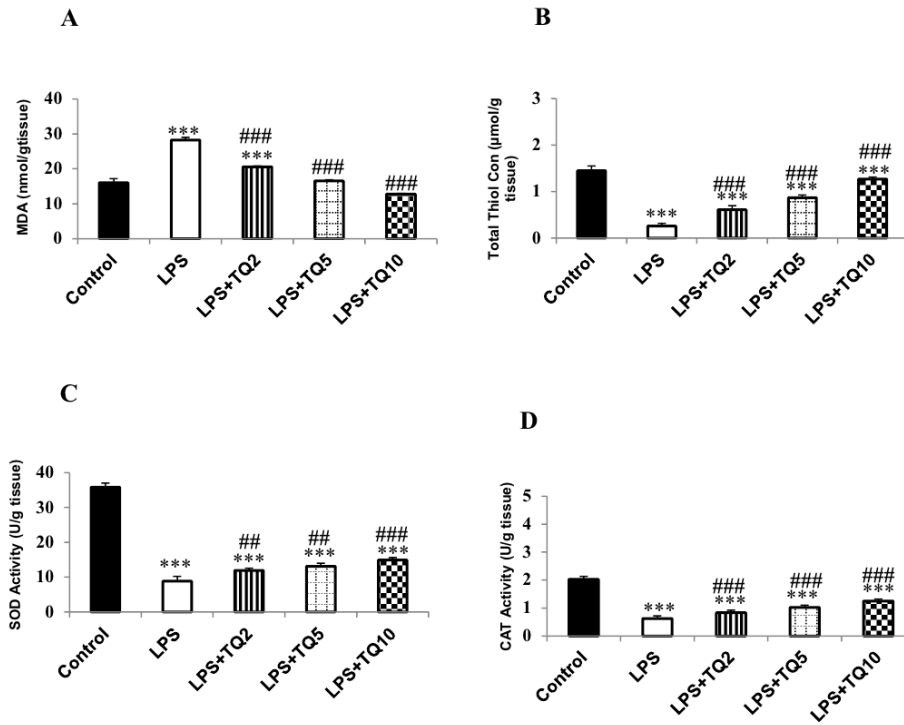 A
MDA (nmol/gtissue)
40
30
20
10
0
***
###
***
###
###
Control
LPS
LPS+TQ2
LPS+TQ5
LPS+TQ10
B
Total Thiol Con (µmol/g
tissue)
3
2
1
0
***
###
***
###
***
###
***
Control
LPS
LPS+TQ2
LPS+TQ5
LPS+TQ10
C
SOD Activity (U/g tissue)
40
30
20
10
0
***
##
***
##
***
###
***
Control
LPS
LPS+TQ2
LPS+TQ5
LPS+TQ10
D
CAT Activity (U/g tissue)
5
4
3
2
1
0
***
###
***
###
***
###
***
Control
LPS
LPS+TQ2
LPS+TQ5
LPS+TQ10